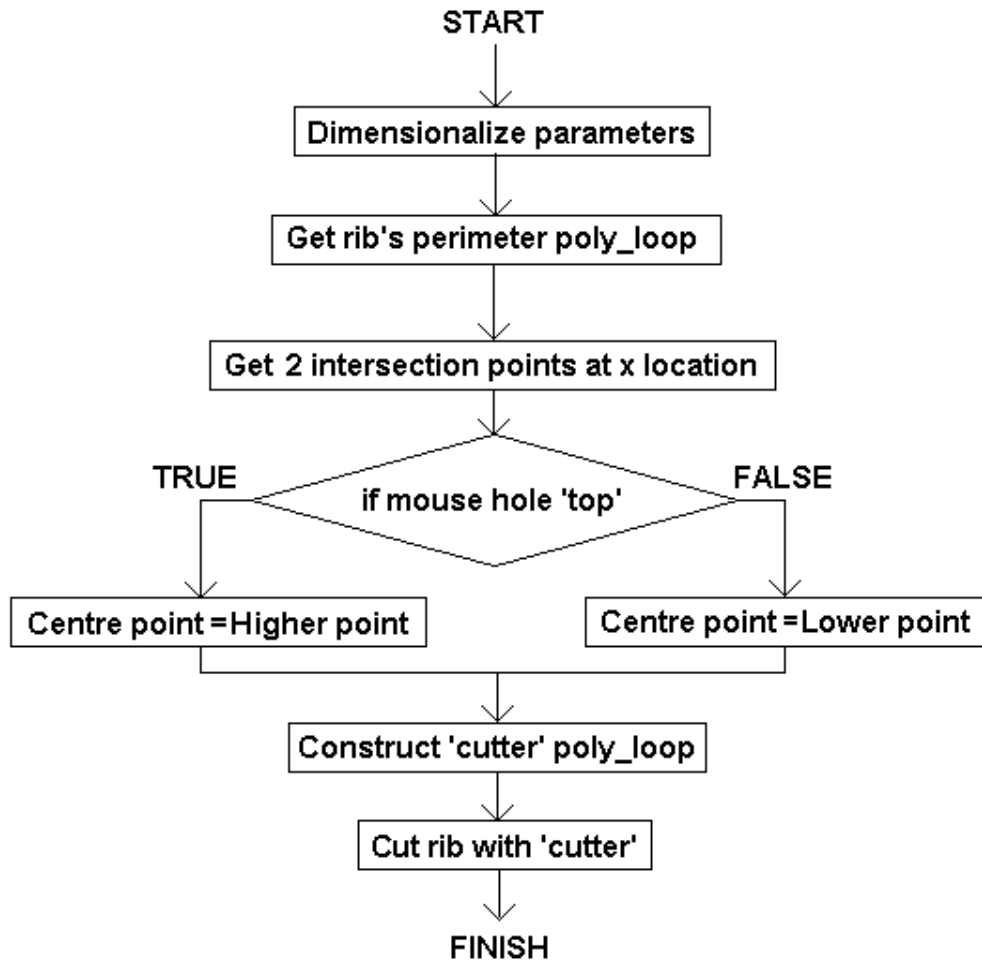 START
Dimensionalize parameters
Get rib's perimeter poly_loop
Get 2 intersection points at x location
TRUE
FALSE
if mouse hole 'top'
Centre point=Higher point
Centre point=Lower point
Construct 'cutter' poly_loop
Cut rib with 'cutter'
FINISH